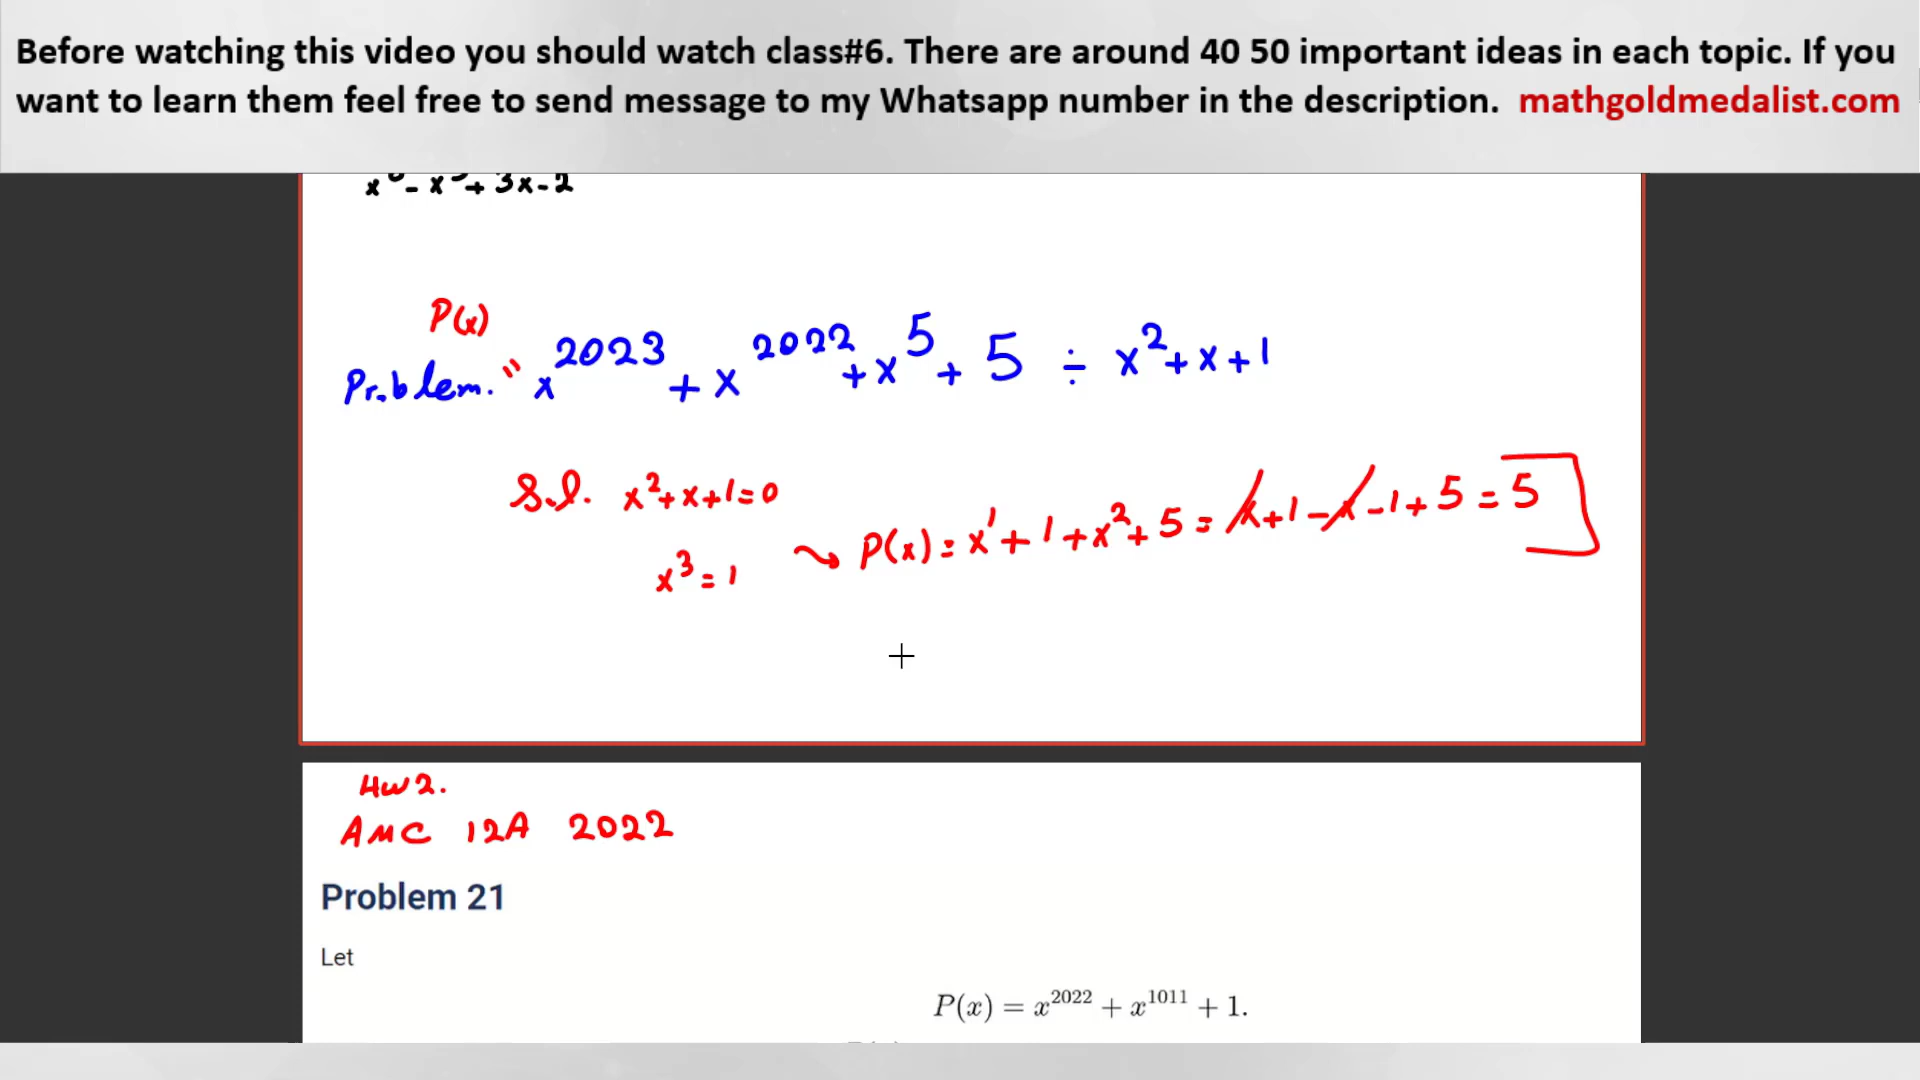 Before watching this video you should watch class#6. There are around 40 50 important ideas in each topic. If you
want to learn them feel free to send message to my Whatsapp number in the description. mathgoldmedalist.com
+ 3x - 2
P(x)
Problem. " x^2023 + x^2022 + x^5 + 5 ÷ x^2 + x + 1
Sol. x^2 + x + 1 = 0
x^3 = 1 ↝ P(x) = x^1 + 1 + x^2 + 5 = x + 1 - x - 1 + 5 = 5
HW2.
AMC 12A 2022
Problem 21
Let
P(x) = x^2022 + x^1011 + 1.